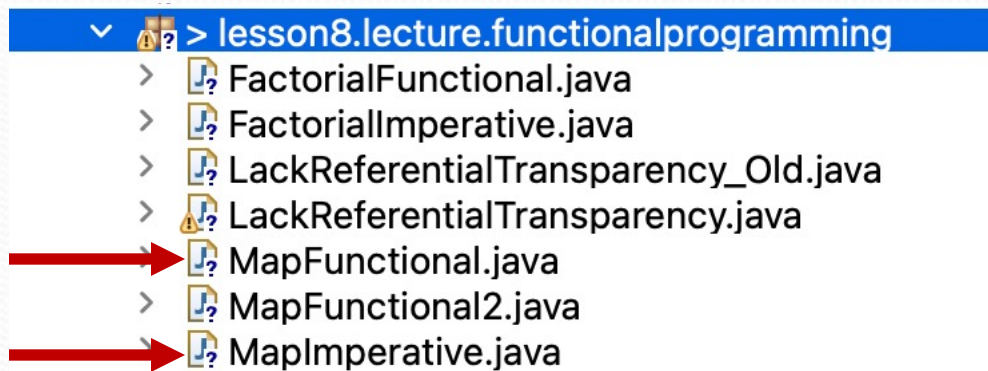 > lesson8.lecture.functionalprogramming
FactorialFunctional.java
FactorialImperative.java
LackReferentialTransparency_Old.java
LackReferentialTransparency.java
MapFunctional.java
MapFunctional2.java
MapImperative.java